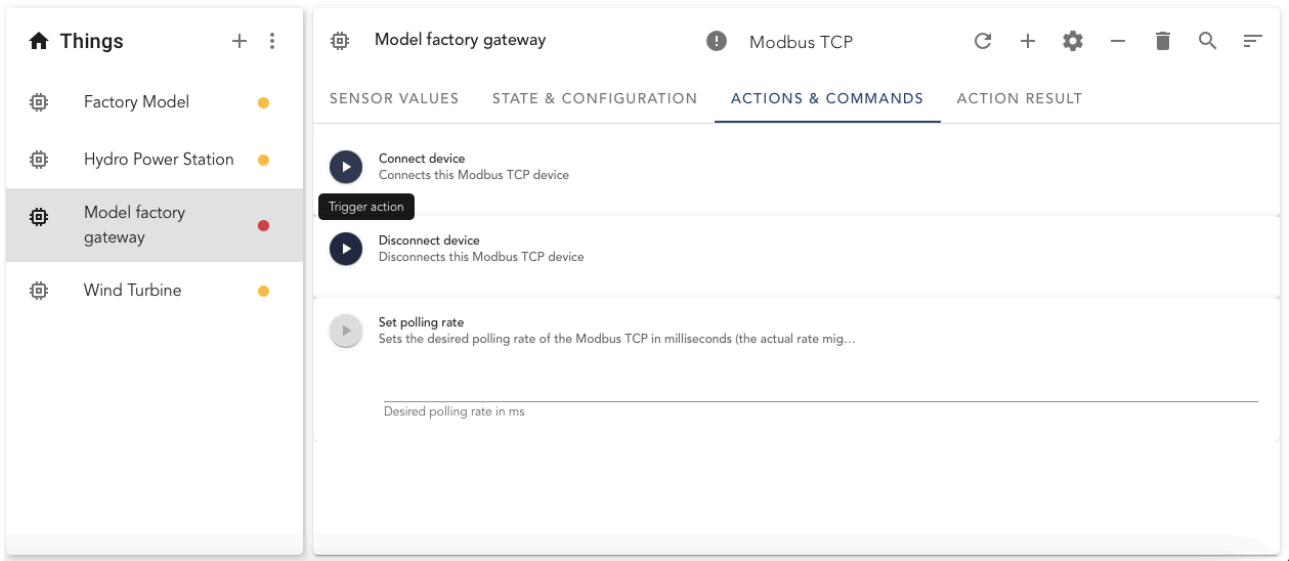 Things
Factory Model
Hydro Power Station
Model factory
gateway
Wind Turbine
Model factory gateway
Modbus TCP
SENSOR VALUES
STATE & CONFIGURATION
ACTIONS & COMMANDS
ACTION RESULT
Connect device
Connects this Modbus TCP device
Trigger action
Disconnect device
Disconnects this Modbus TCP device
Set polling rate
Sets the desired polling rate of the Modbus TCP in milliseconds (the actual rate mig…
Desired polling rate in ms